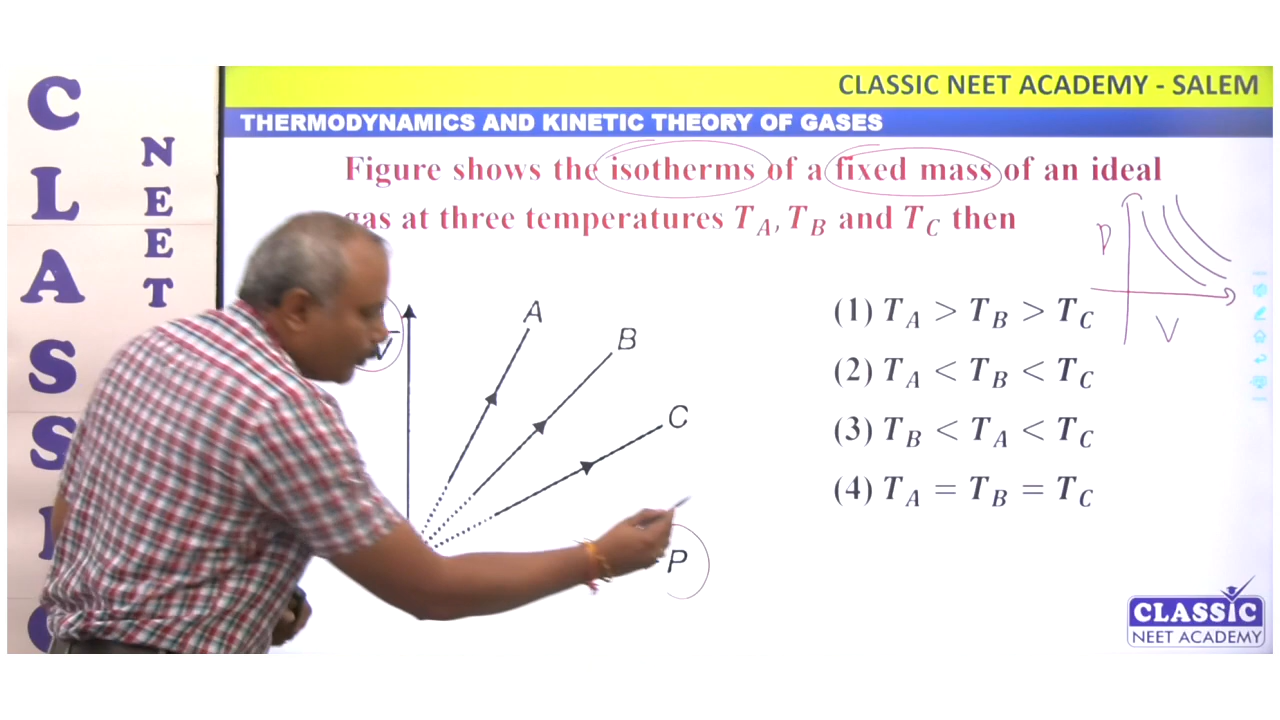 C
L
A
S
S
N
E
E
T
CLASSIC NEET ACADEMY - SALEM
THERMODYNAMICS AND KINETIC THEORY OF GASES
Figure shows the isotherms of a fixed mass of an ideal
gas at three temperatures T_A, T_B and T_C then
A
B
C
V
P
(1) T_A > T_B > T_C
(2) T_A < T_B < T_C
(3) T_B < T_A < T_C
(4) T_A = T_B = T_C
P
V
CLASSIC
NEET ACADEMY